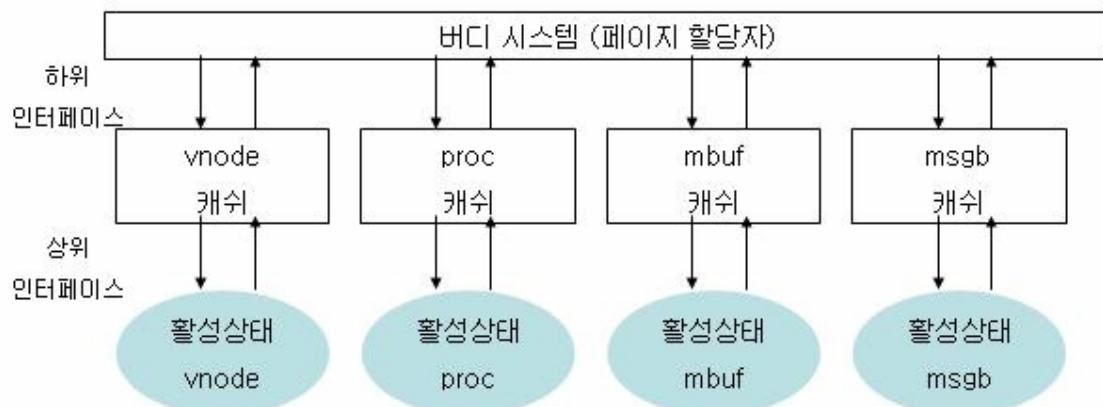 버디 시스템 (페이지 할당자)
하위
인터페이스
vnode
캐쉬
proc
캐쉬
mbuf
캐쉬
msgb
캐쉬
상위
인터페이스
활성상태
vnode
활성상태
proc
활성상태
mbuf
활성상태
msgb